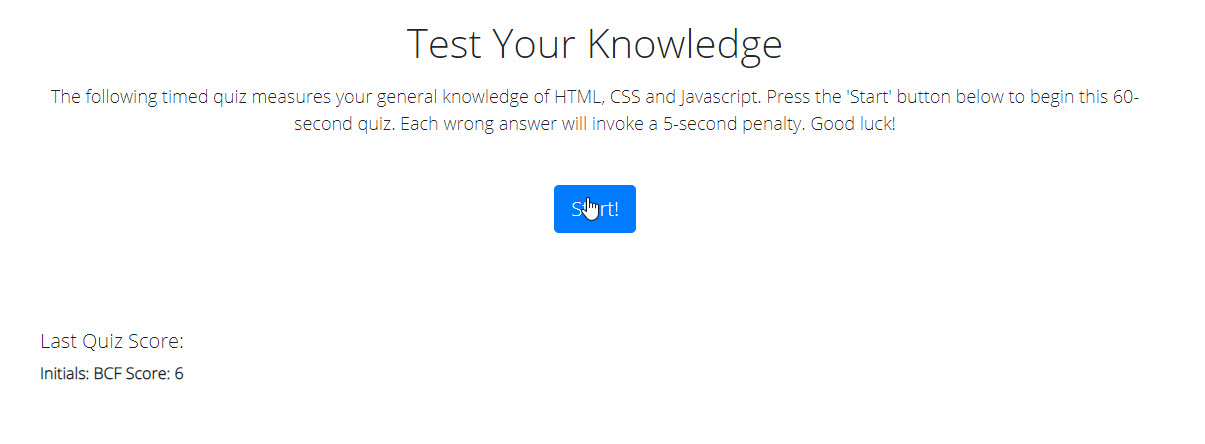 Test Your Knowledge
The following timed quiz measures your general knowledge of HTML, CSS and Javascript. Press the 'Start' button below to begin this 60-
second quiz. Each wrong answer will invoke a 5-second penalty. Good luck!
Start!
Last Quiz Score:
Initials: BCF Score: 6